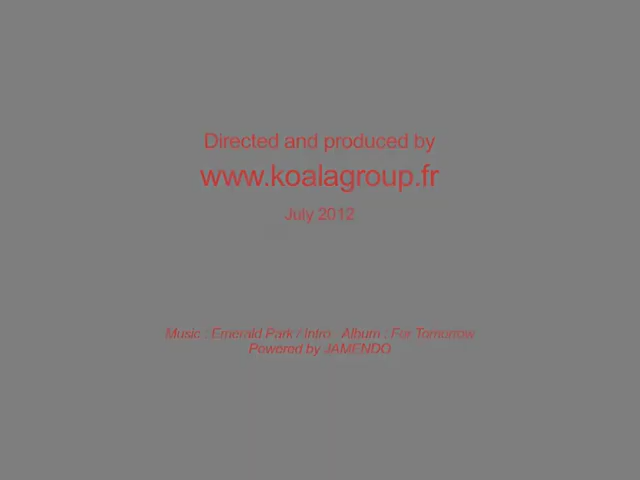 Directed and produced by
www.koalagroup.fr
July 2012
Music : Emerald Park / Intro   Album : For Tomorrow
Powered by JAMENDO